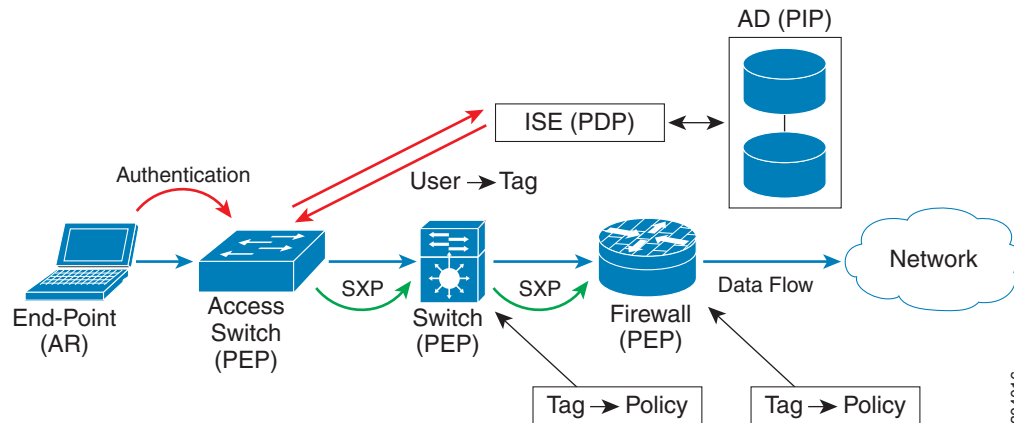 AD (PIP)
ISE (PDP)
Authentication
User → Tag
SXP
SXP
Data Flow
Network
End-Point
(AR)
Access
Switch
(PEP)
Switch
(PEP)
Firewall
(PEP)
Tag → Policy
Tag → Policy